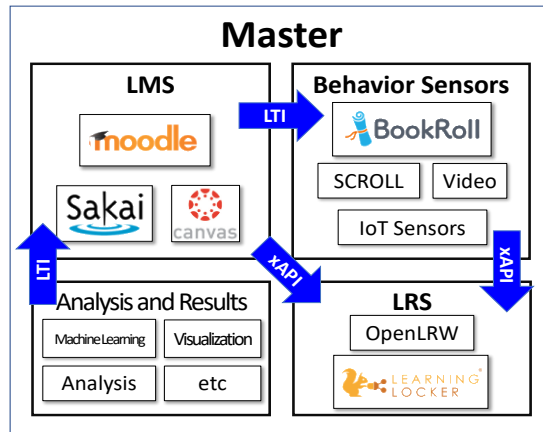 Master
LMS
moodle
Sakai
canvas
LTI
Behavior Sensors
BookRoll
SCROLL
Video
IoT Sensors
LTI
xAPI
xAPI
Analysis and Results
Machine Learning
Visualization
Analysis
etc
LRS
OpenLRW
LEARNING
LOCKER